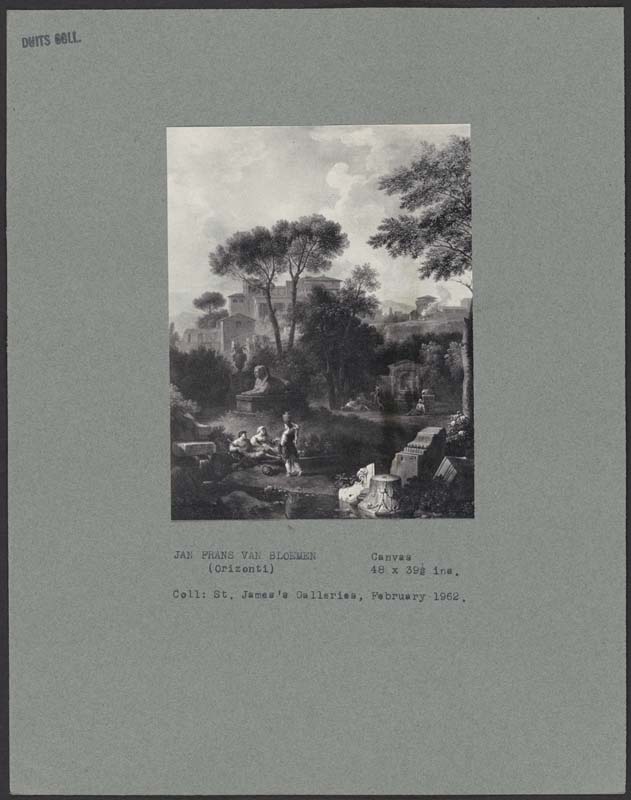 DUITS COLL.
JAN FRANS VAN BLOEMEN Canvas
(Orizonti) 48 x 39½ ins.
Coll: St. James's Galleries, February 1962.